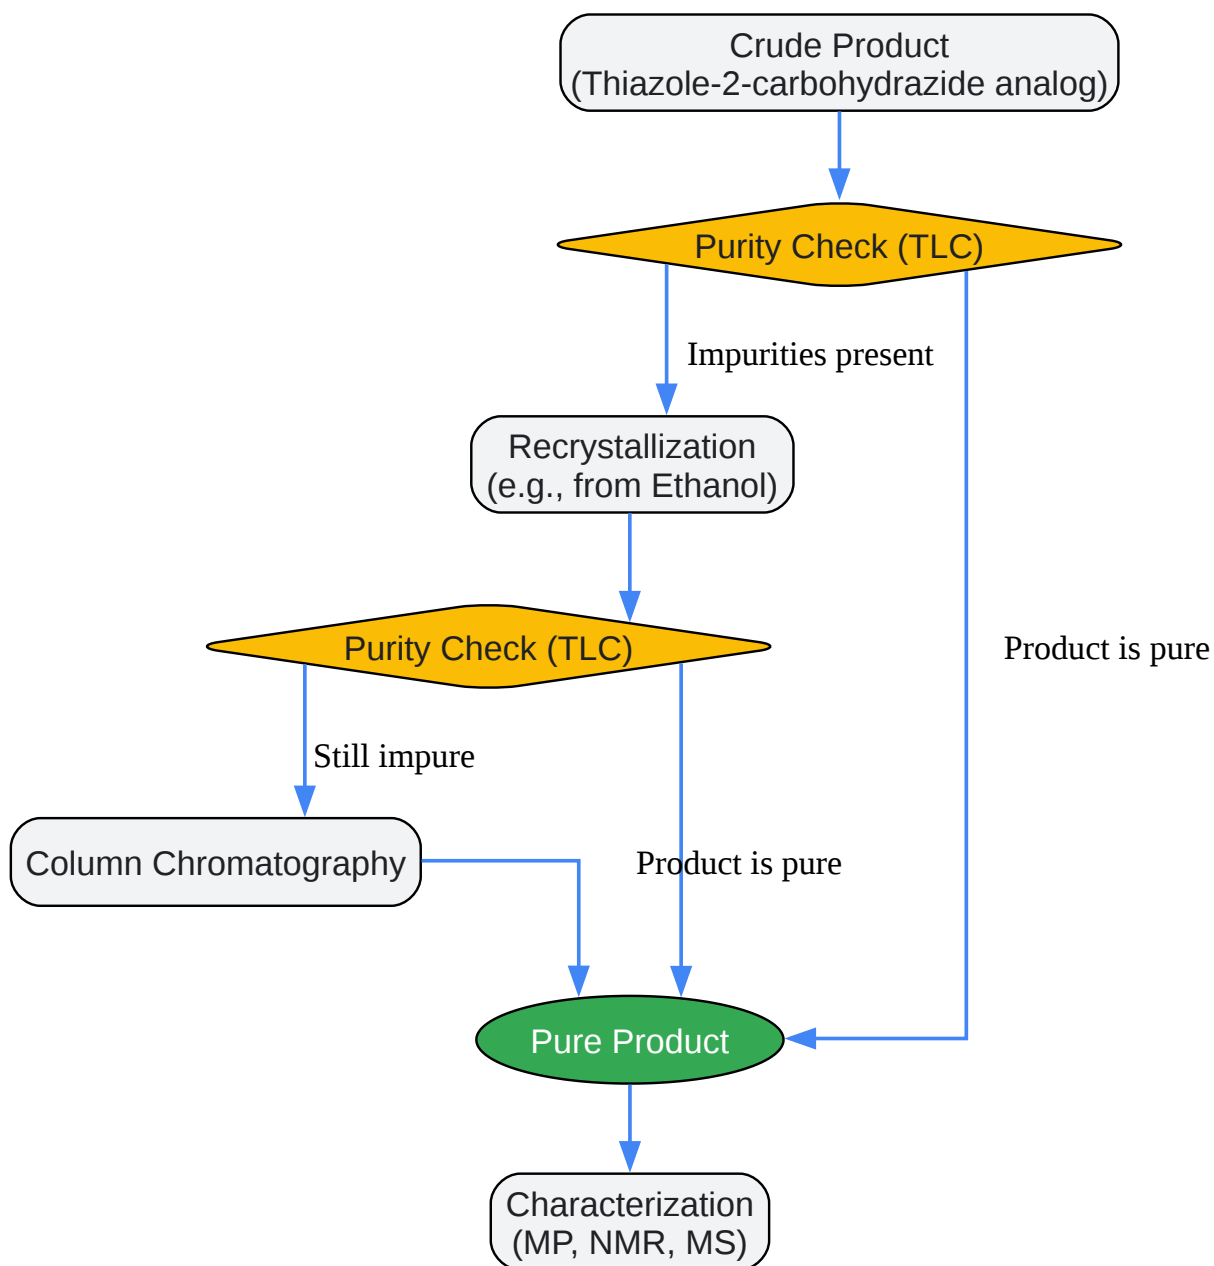 Crude Product
(Thiazole-2-carbohydrazide analog)
Purity Check (TLC)
Impurities present
Recrystallization
(e.g., from Ethanol)
Purity Check (TLC)
Product is pure
Still impure
Column Chromatography
Product is pure
Pure Product
Characterization
(MP, NMR, MS)